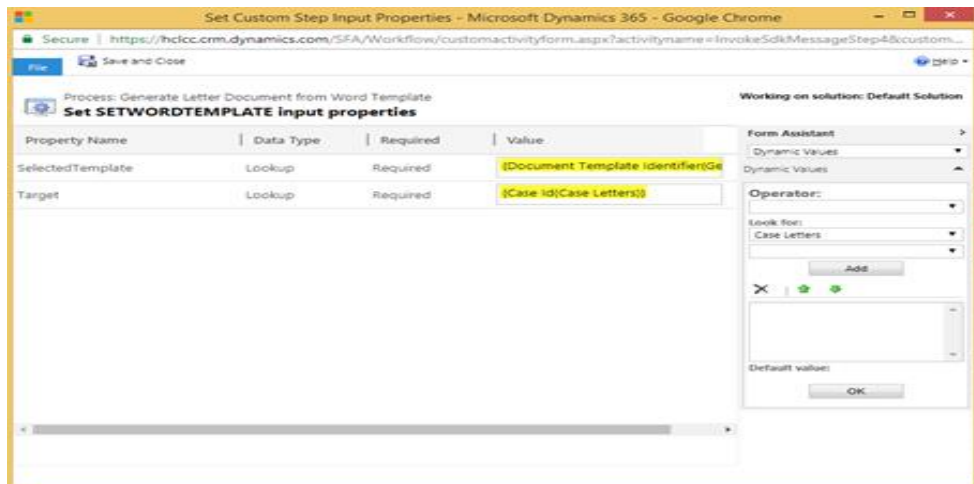 Set Custom Step Input Properties - Microsoft Dynamics 365 - Google Chrome
Secure | https://hclcc.crm.dynamics.com/SFA/Workflow/customactivityform.aspx?activityname=InvokeSdkMessageStep4&custom...
File Save and Close Help
Process: Generate Letter Document from Word Template Working on solution: Default Solution
Set SETWORDTEMPLATE input properties
Property Name Data Type Required Value Form Assistant >
Dynamic Values
SelectedTemplate Lookup Required {Document Template Identifier(Ge Dynamic Values
Target Lookup Required {Case Id(Case Letters)} Operator:
Look for:
Case Letters
Add
Default value:
OK